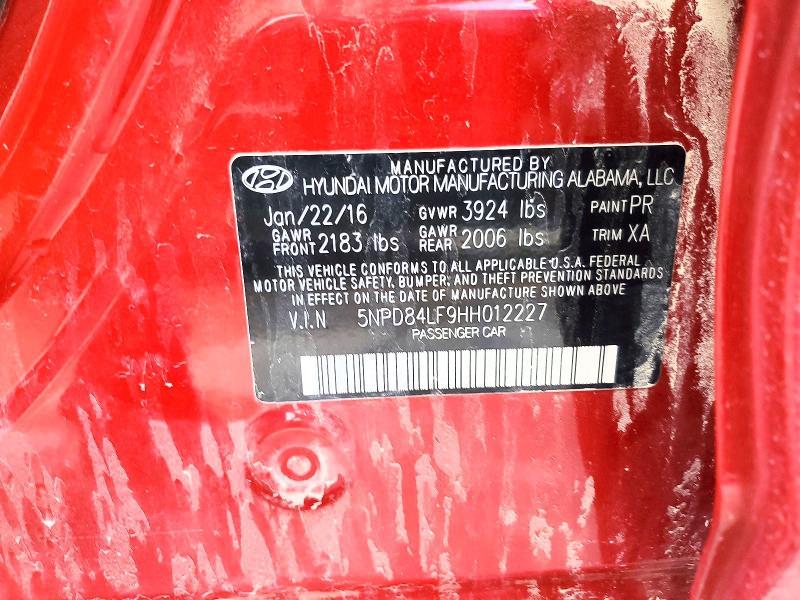 MANUFACTURED BY
HYUNDAI MOTOR MANUFACTURING ALABAMA, LLC
Jan/22/16 GVWR 3924 lbs PAINT PR
GAWR FRONT 2183 lbs GAWR REAR 2006 lbs TRIM XA
THIS VEHICLE CONFORMS TO ALL APPLICABLE U.S.A. FEDERAL
MOTOR VEHICLE SAFETY, BUMPER, AND THEFT PREVENTION STANDARDS
IN EFFECT ON THE DATE OF MANUFACTURE SHOWN ABOVE
V.I.N 5NPD84LF9HH012227
PASSENGER CAR